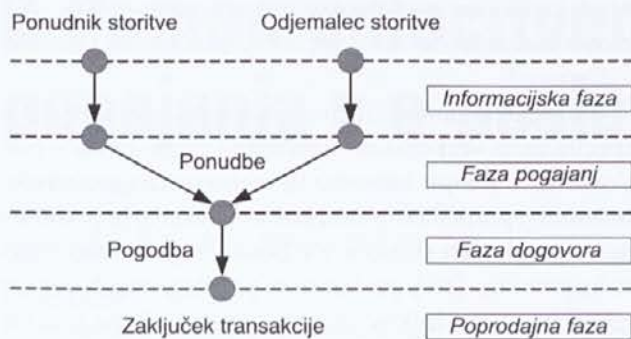 Ponudnik storitve
Odjemalec storitve
Informacijska faza
Ponudbe
Faza pogajanj
Pogodba
Faza dogovora
Zaključek transakcije
Poprodajna faza